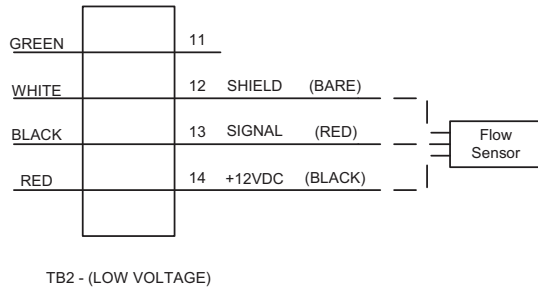 GREEN 11
WHITE 12 SHIELD (BARE)
BLACK 13 SIGNAL (RED)
RED 14 +12VDC (BLACK)
Flow
Sensor
TB2 - (LOW VOLTAGE)